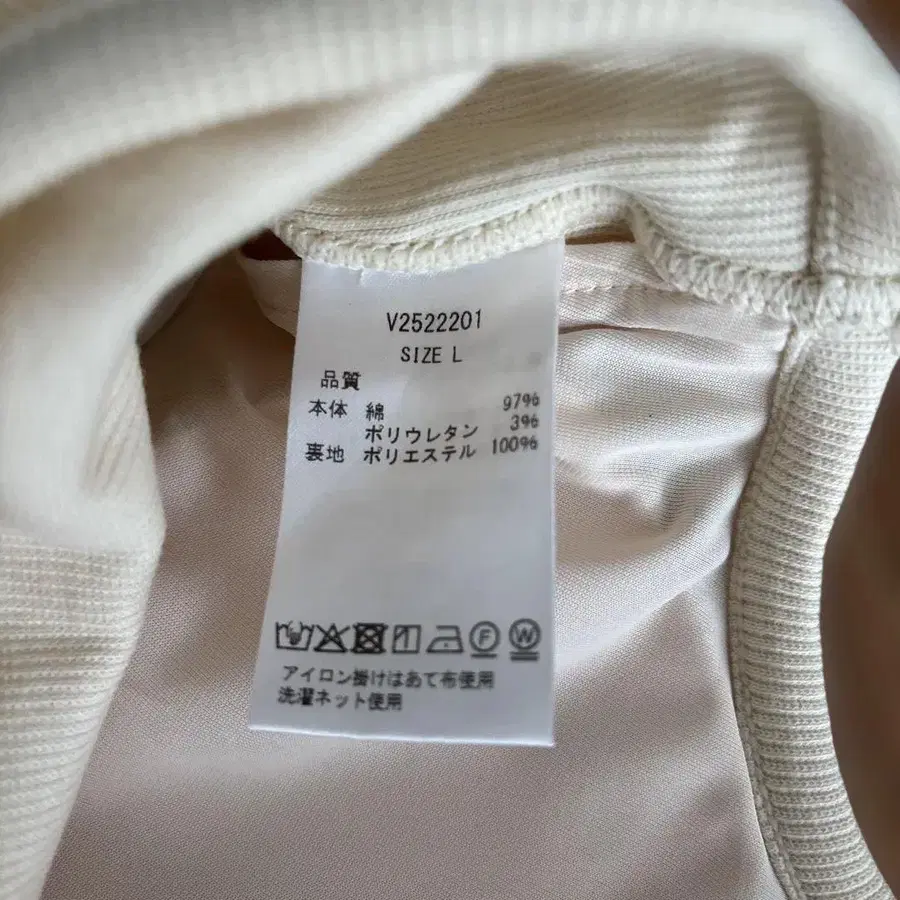 V2522201
SIZE L
品質
本体 綿 97%
ポリウレタン 3%
裏地 ポリエステル 100%
F W
アイロン掛けはあて布使用
洗濯ネット使用